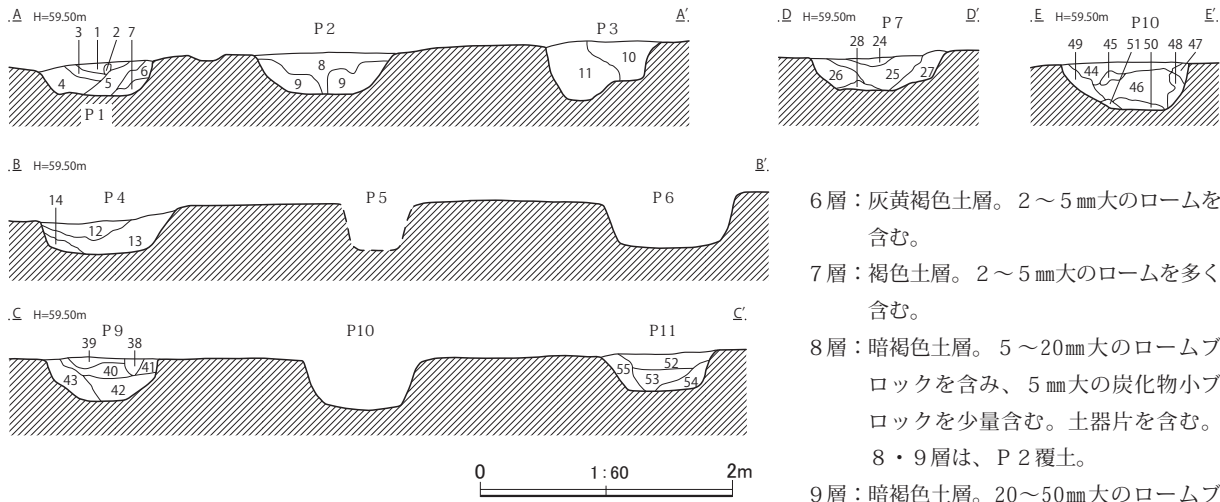 A H=59.50m A′
P2
P3
3 1 2 7
8
10
6
11
4 5 9 9
P1
D H=59.50m D′
P7
28 24
26 25 27
E H=59.50m E′
P10
49 45 51 50 48 47
44
46
B H=59.50m B′
14 P4 P5 P6
12
13
C H=59.50m C′
P9 P10 P11
39 38
40 41 52
43 55 53 54
42
0 1:60 2m
6層:灰黄褐色土層。2～5㎜大のロームを
含む。
7層:褐色土層。2～5㎜大のロームを多く
含む。
8層:暗褐色土層。5～20㎜大のロームブ
ロックを含み、5㎜大の炭化物小ブ
ロックを少量含む。土器片を含む。
8・9層は、P2覆土。
9層:暗褐色土層。20～50㎜大のロームブ